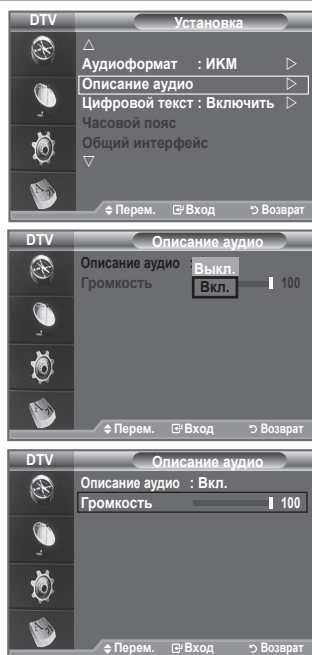 DTV Установка
Аудиоформат : ИКМ
Описание аудио
Цифровой текст : Включить
Часовой пояс
Общий интерфейс
Перем. Вход Возврат
DTV Описание аудио
Описание аудио :
Выкл.
Громкость 100
Вкл.
Перем. Вход Возврат
DTV Описание аудио
Описание аудио : Вкл.
Громкость 100
Перем. Вход Возврат